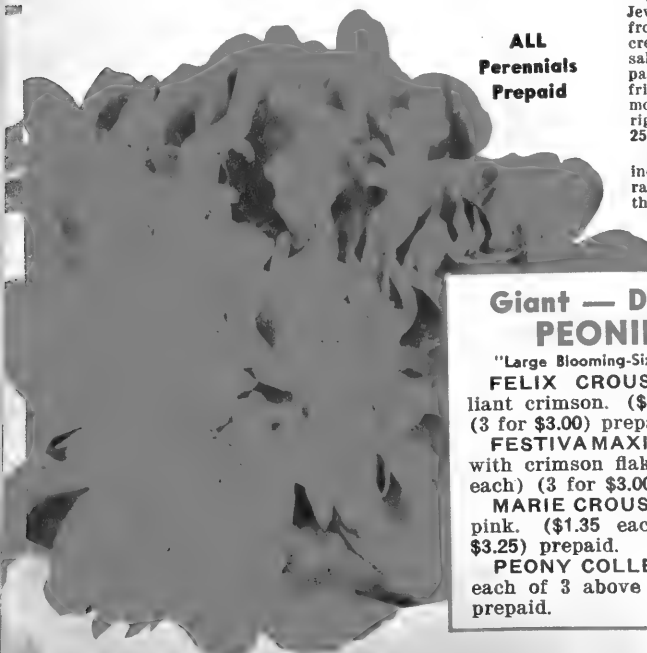 ALL
Perennials
Prepaid
Jev
fro
cre
sal
pa
fri
mo
rig
25
in
ra
th
Giant — D
PEONI
"Large Blooming-Si
FELIX CROUS
liant crimson. ($
(3 for $3.00) prep
FESTIVA MAXI
with crimson flak
each) (3 for $3.00
MARIE CROUS
pink. ($1.35 eac
$3.25) prepaid.
PEONY COLLE
each of 3 above
prepaid.